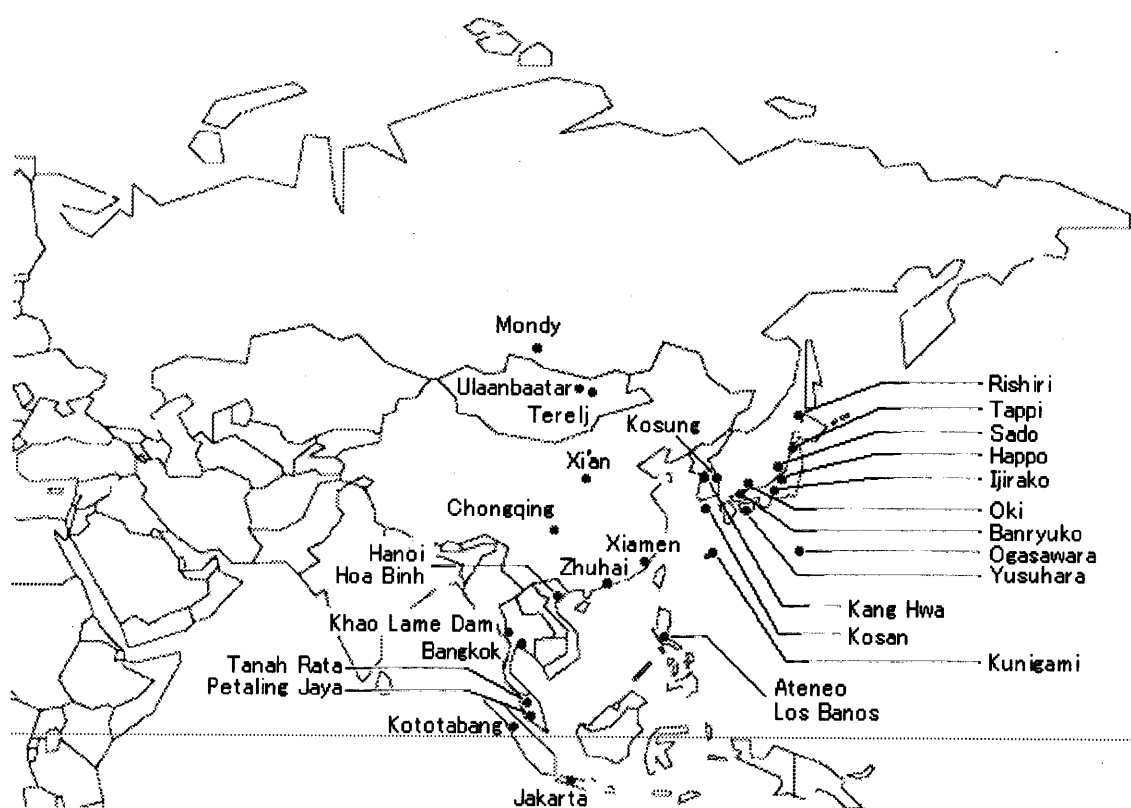 Mondy
Ulaanbaatar
Terelj
Kosung
Xi'an
Chongqing
Hanoi
Hoa Binh
Xiamen
Zhuhai
Khao Lame Dam
Bangkok
Tanah Rata
Petaling Jaya
Kototabang
Jakarta
Rishiri
Tappi
Sado
Happo
Ijirako
Oki
Banryuko
Ogasawara
Yusuhara
Kang Hwa
Kosan
Kunigami
Ateneo
Los Banos